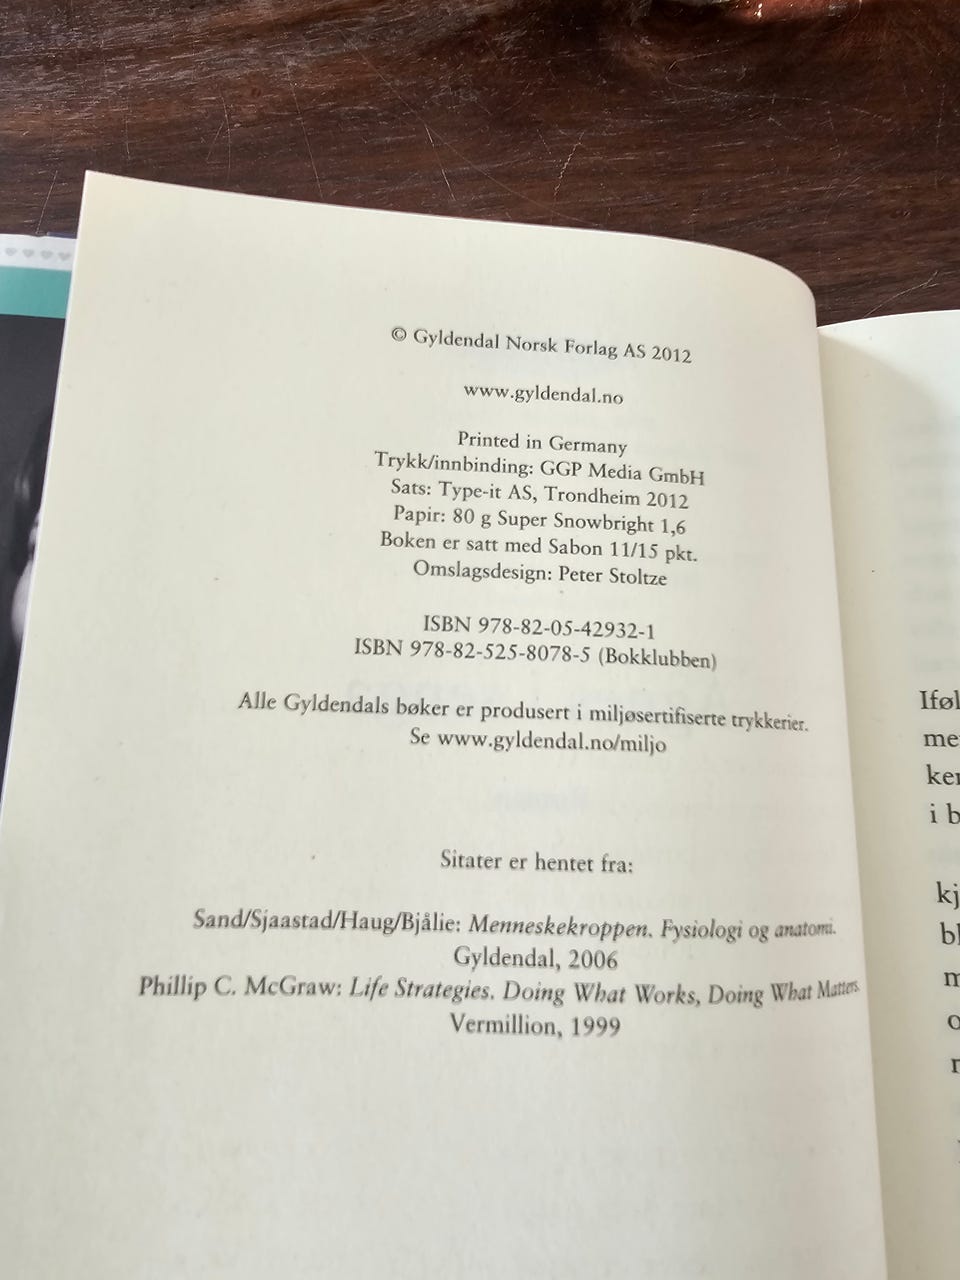 © Gyldendal Norsk Forlag AS 2012
www.gyldendal.no
Printed in Germany
Trykk/innbinding: GGP Media GmbH
Sats: Type-it AS, Trondheim 2012
Papir: 80 g Super Snowbright 1,6
Boken er satt med Sabon 11/15 pkt.
Omslagsdesign: Peter Stoltze
ISBN 978-82-05-42932-1
ISBN 978-82-525-8078-5 (Bokklubben)
Alle Gyldendals bøker er produsert i miljøsertifiserte trykkerier.
Se www.gyldendal.no/miljo
Sitater er hentet fra:
Sand/Sjaastad/Haug/Bjålie: Menneskekroppen. Fysiologi og anatomi.
Gyldendal, 2006
Phillip C. McGraw: Life Strategies. Doing What Works, Doing What Matters.
Vermillion, 1999